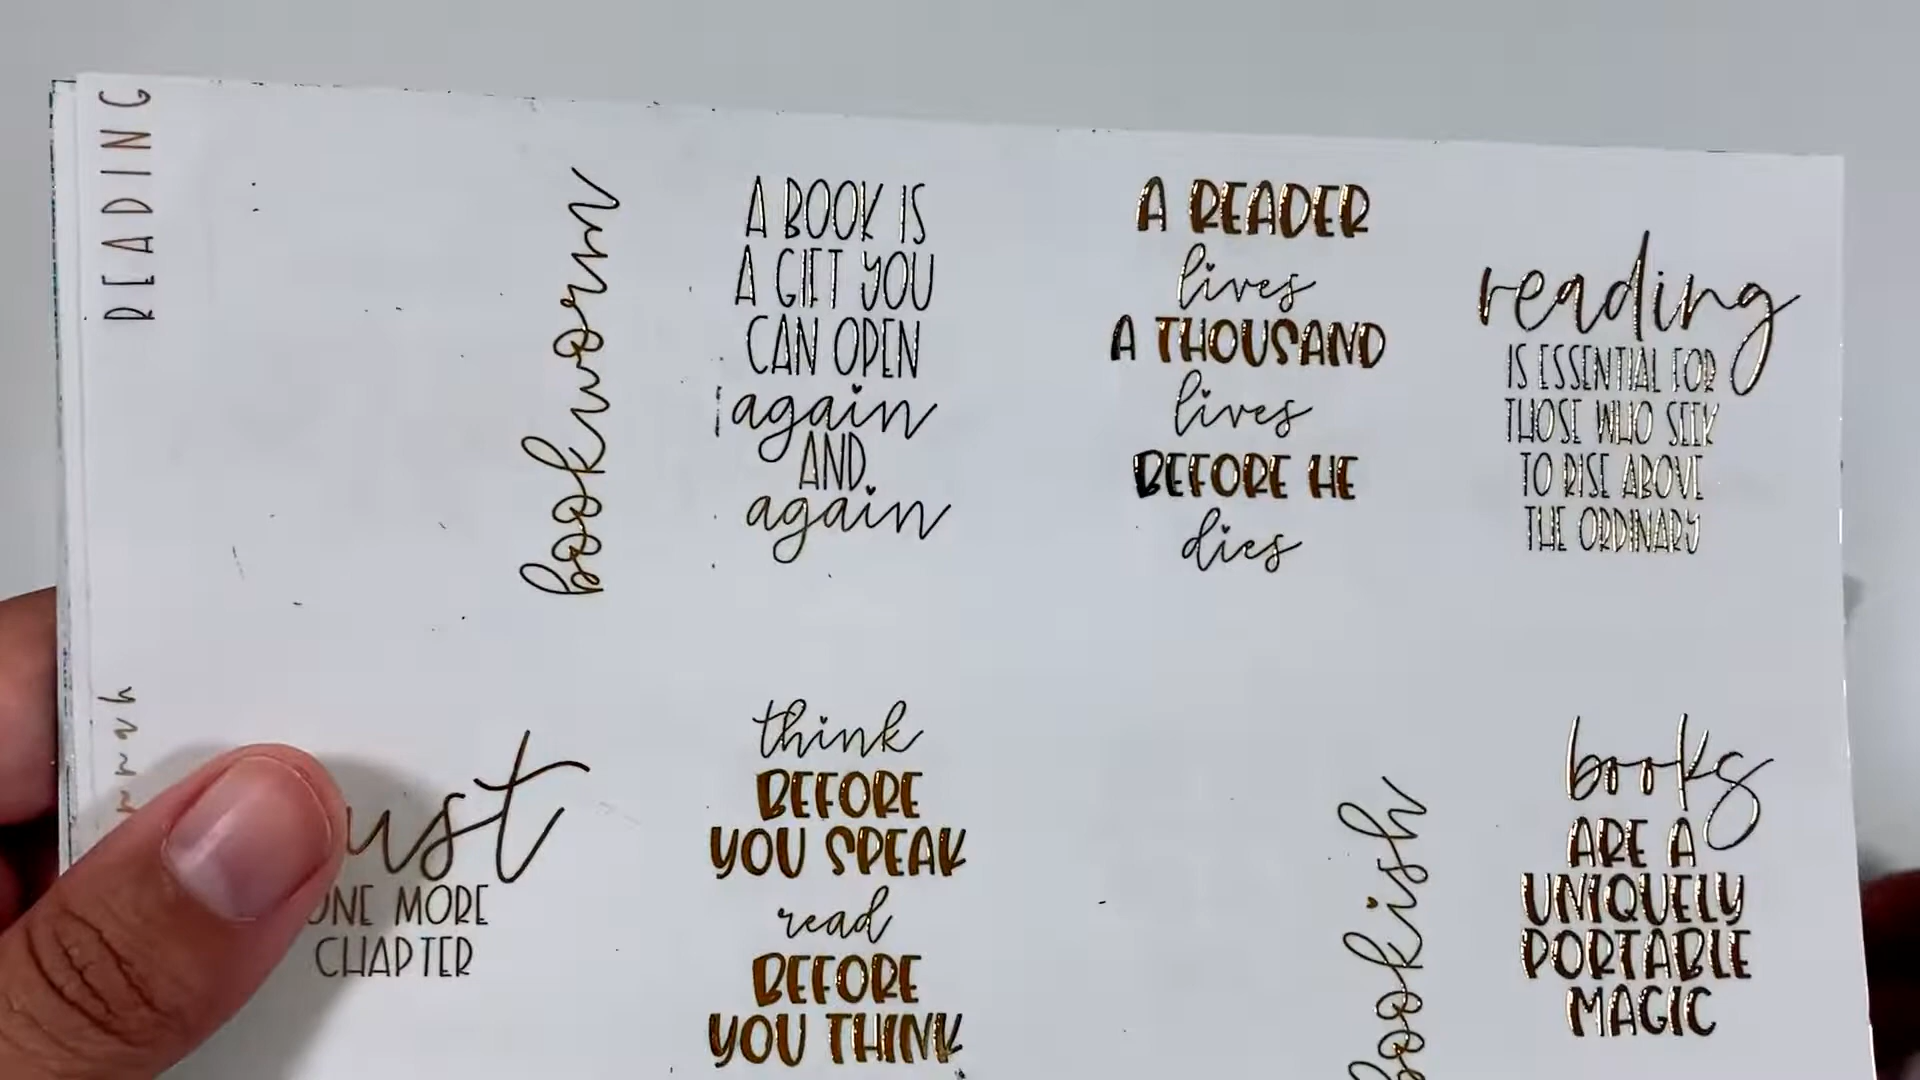 READING
bookworm
A BOOK IS
A GIFT YOU
CAN OPEN
again
AND
again
A READER
lives
A THOUSAND
lives
BEFORE HE
dies
reading
IS ESSENTIAL FOR
THOSE WHO SEEK
TO RISE ABOVE
THE ORDINARY
ust
ONE MORE
CHAPTER
think
BEFORE
YOU SPEAK
read
BEFORE
YOU THINK
bookish
books
ARE A
UNIQUELY
PORTABLE
MAGIC